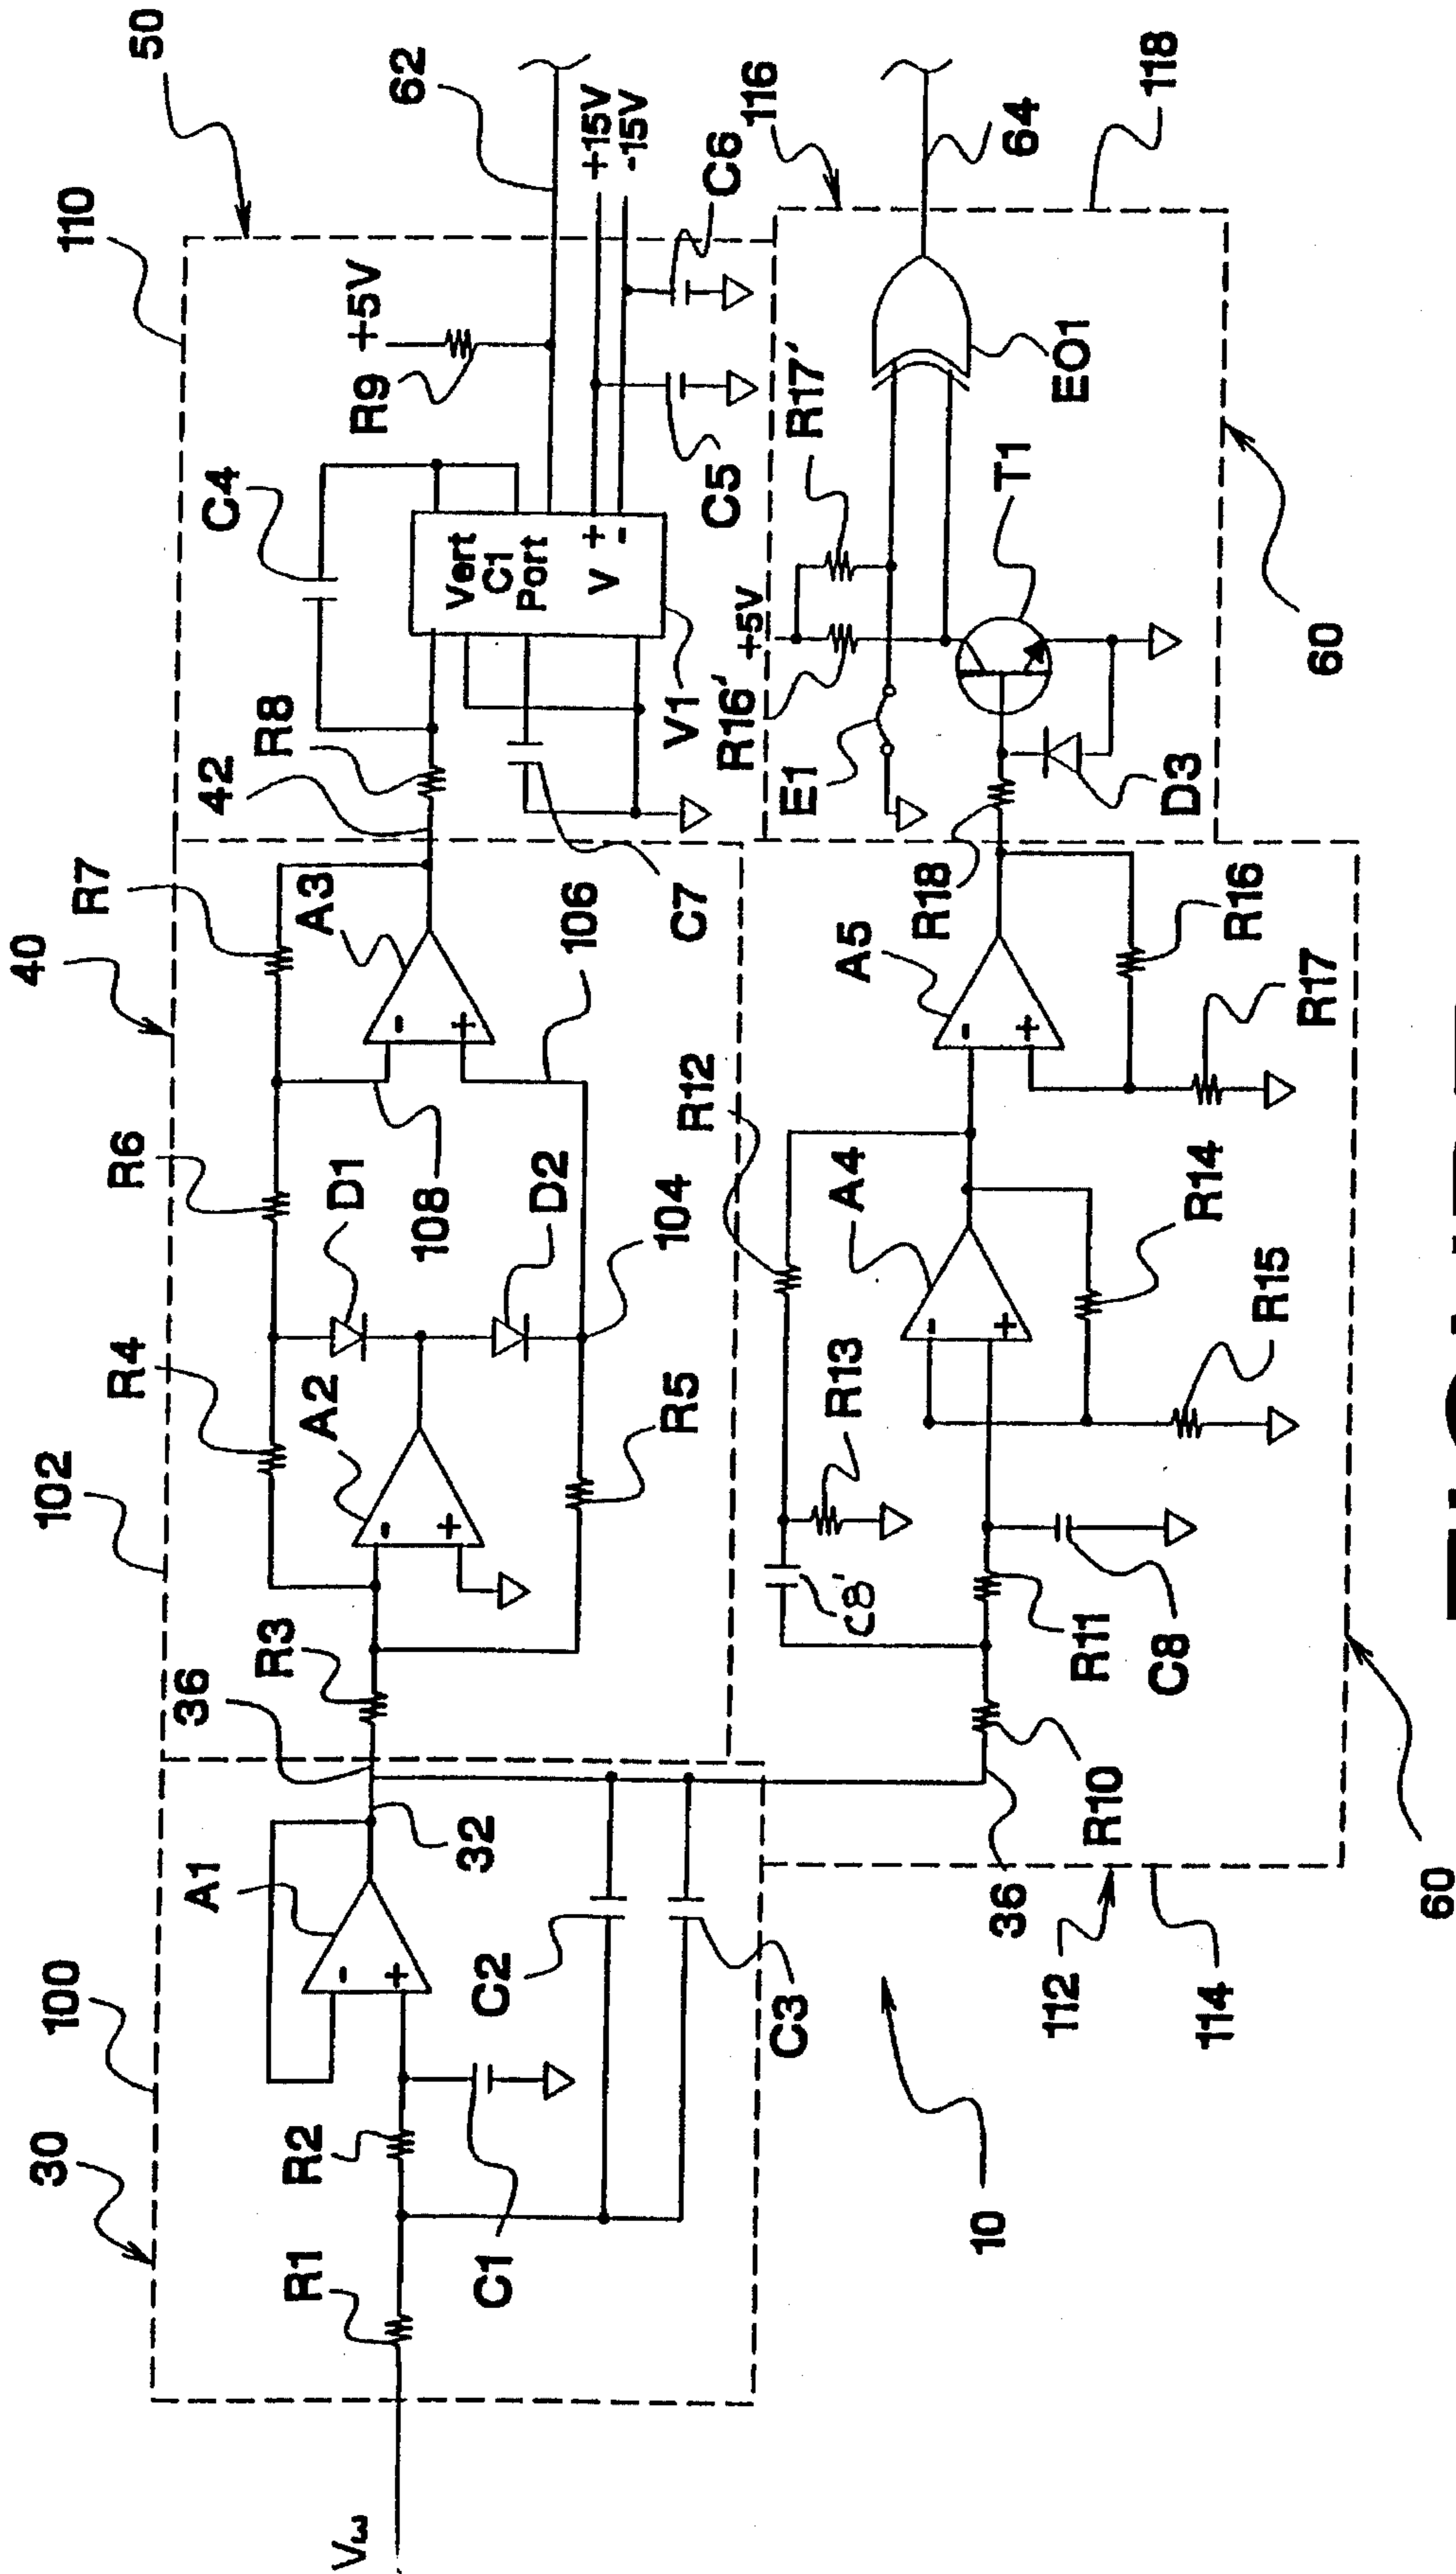 30
100
102
40
110
50
Vω
R1
R2
C1
A1
-
+
32
C2
C3
36
R3
R4
A2
-
+
R5
R6
D1
D2
104
108
R7
A3
-
+
106
42
R8
C4
Vert
C1
Port
V +
-
V1
C7
R9
+5V
62
+15V
-15V
C5
C6
10
36
R10
112
114
60
C8'
R11
C8
R13
R12
A4
-
+
R14
R15
A5
-
+
R16
R17
R18
E1
R16'
+5V
R17'
T1
D3
EO1
116
64
118
60